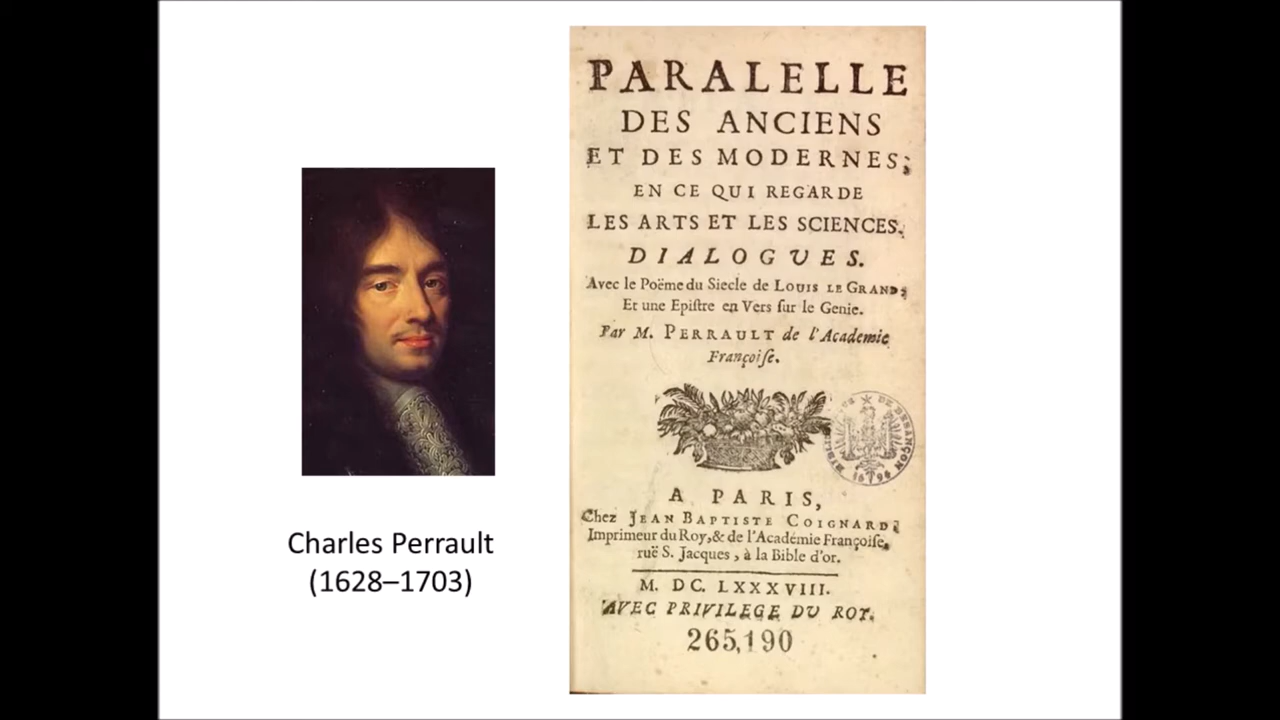 Charles Perrault
(1628–1703)
PARALELLE
DES ANCIENS
ET DES MODERNES;
EN CE QUI REGARDE
LES ARTS ET LES SCIENCES.
DIALOGUES.
Avec le Poëme du Siecle de LOUIS LE GRAND,
Et une Epiſtre en Vers ſur le Genie.
Par M. PERRAULT de l'Academie
Françoiſe.
A PARIS,
Chez JEAN BAPTISTE COIGNARD,
Imprimeur du Roy, & de l'Académie Françoiſe,
ruë S. Jacques, à la Bible d'or.
M. DC. LXXXVIII.
AVEC PRIVILEGE DU ROY.
265,190
DE BESANÇON